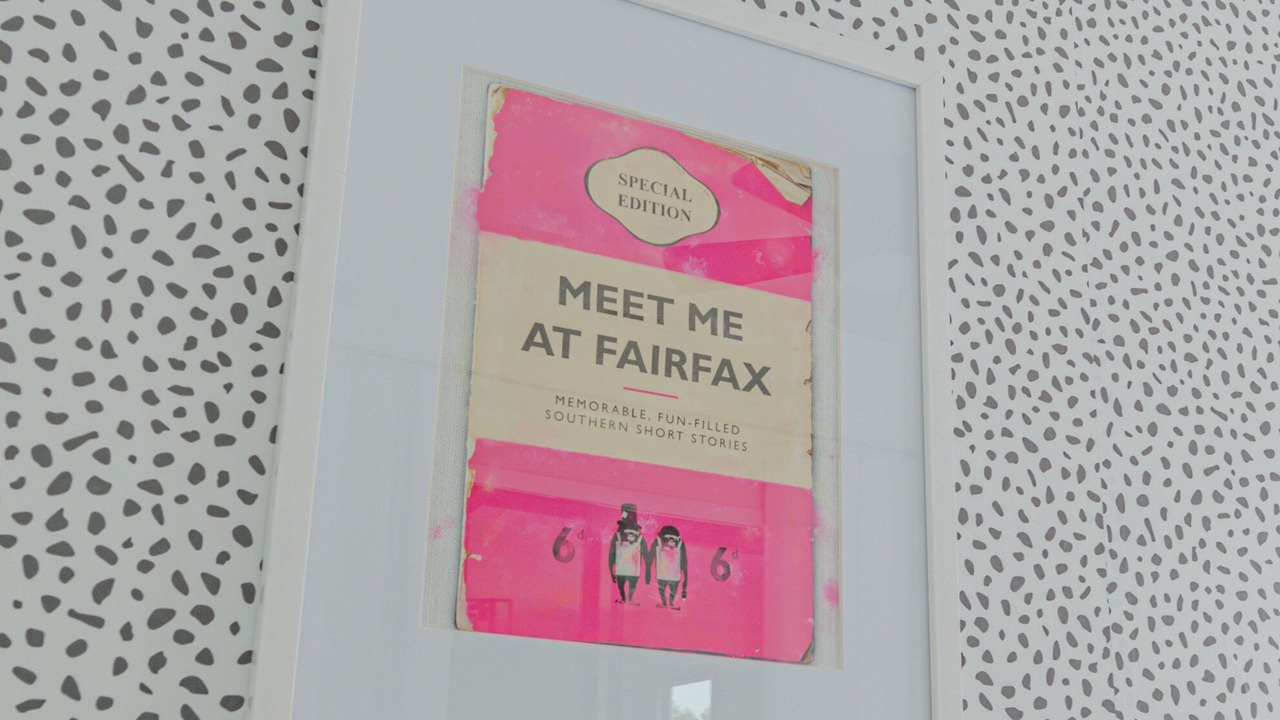 SPECIAL
EDITION
MEET ME
AT FAIRFAX
MEMORABLE, FUN-FILLED
SOUTHERN SHORT STORIES
6d 6d